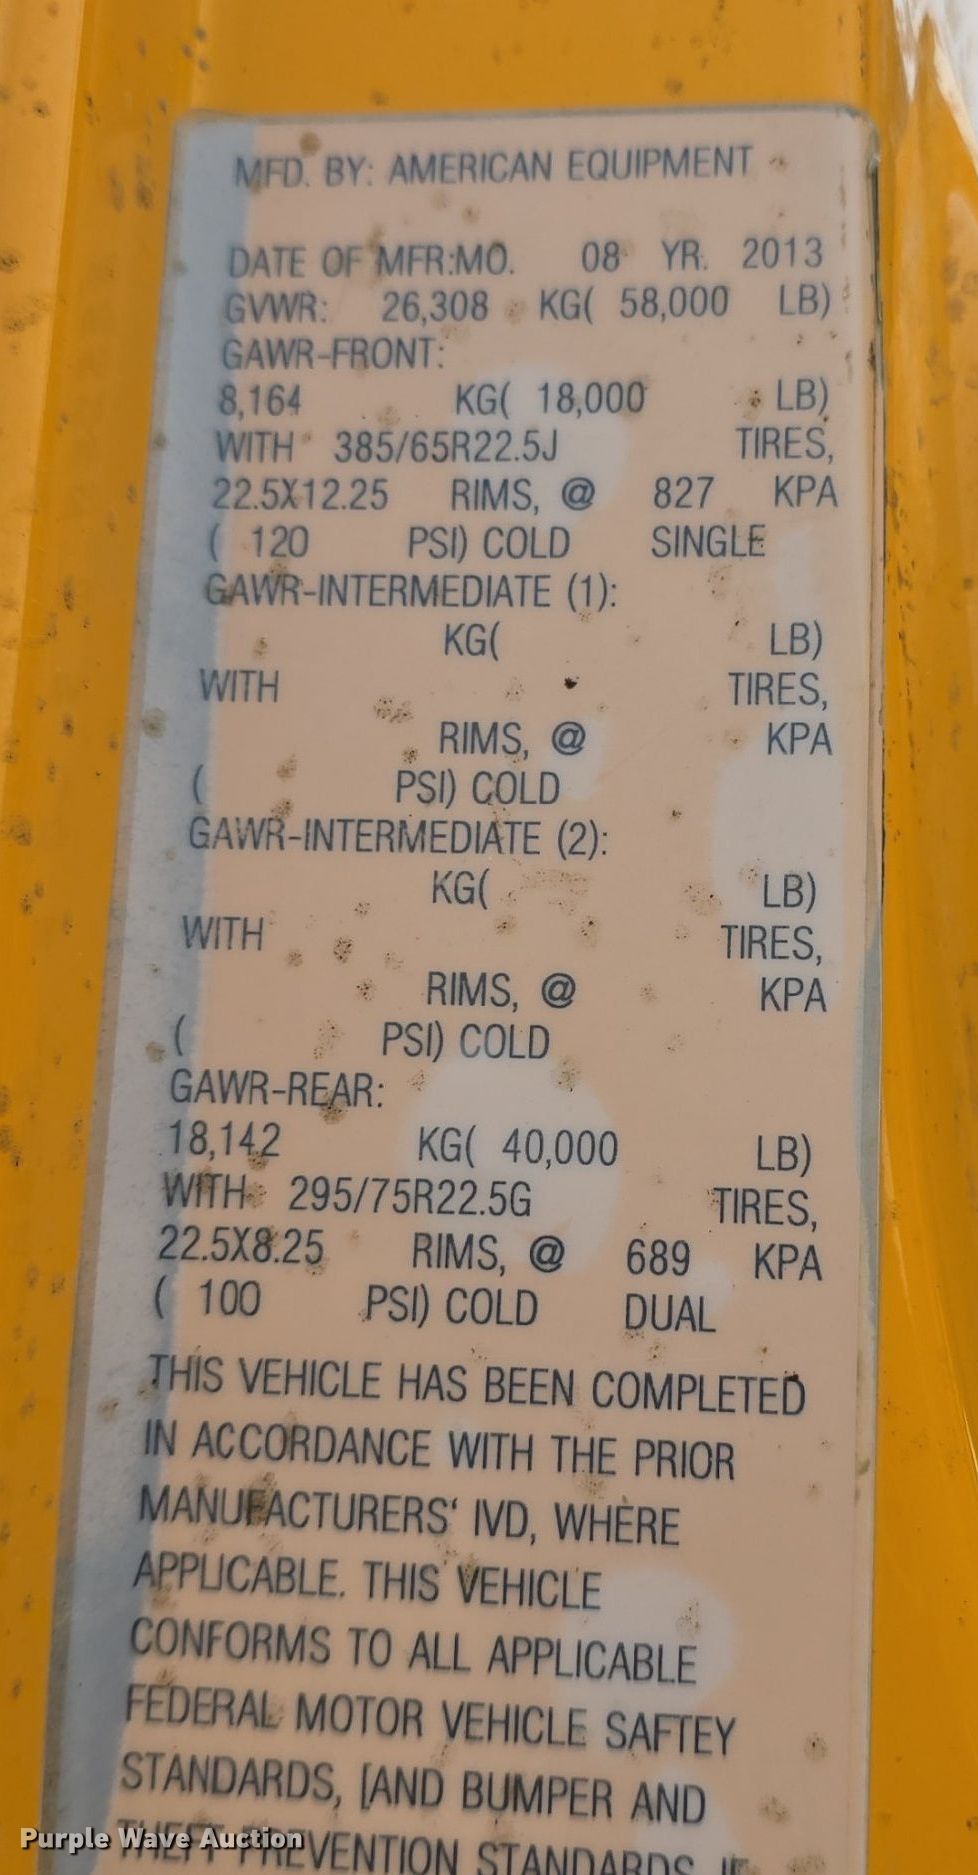 MFD. BY: AMERICAN EQUIPMENT
DATE OF MFR:MO. 08 YR. 2013
GVWR: 26,308 KG( 58,000 LB)
GAWR-FRONT:
8,164 KG( 18,000 LB)
WITH 385/65R22.5J TIRES,
22.5X12.25 RIMS, @ 827 KPA
( 120 PSI) COLD SINGLE
GAWR-INTERMEDIATE (1):
KG( LB)
WITH TIRES,
RIMS, @ KPA
( PSI) COLD
GAWR-INTERMEDIATE (2):
KG( LB)
WITH TIRES,
RIMS, @ KPA
( PSI) COLD
GAWR-REAR:
18,142 KG( 40,000 LB)
WITH 295/75R22.5G TIRES,
22.5X8.25 RIMS, @ 689 KPA
( 100 PSI) COLD DUAL
THIS VEHICLE HAS BEEN COMPLETED
IN ACCORDANCE WITH THE PRIOR
MANUFACTURERS' IVD, WHERE
APPLICABLE. THIS VEHICLE
CONFORMS TO ALL APPLICABLE
FEDERAL MOTOR VEHICLE SAFTEY
STANDARDS, [AND BUMPER AND
THEFT PREVENTION STANDARDS, IF
Purple Wave Auction